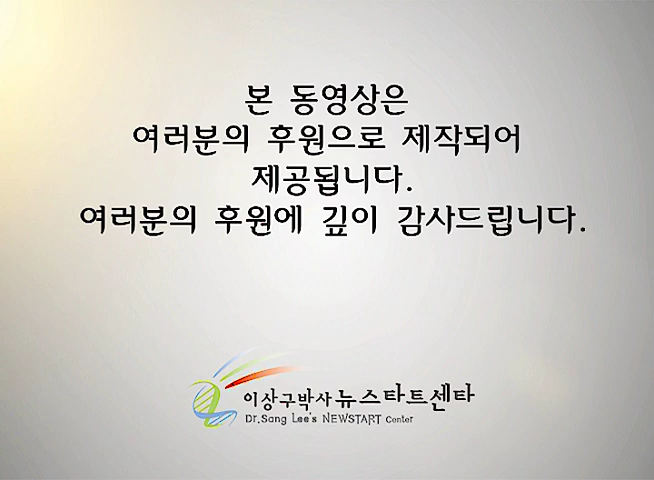 본 동영상은
여러분의 후원으로 제작되어
제공됩니다.
여러분의 후원에 깊이 감사드립니다.
이상구박사 뉴스타트센타
Dr.Sang Lee's NEWSTART Center